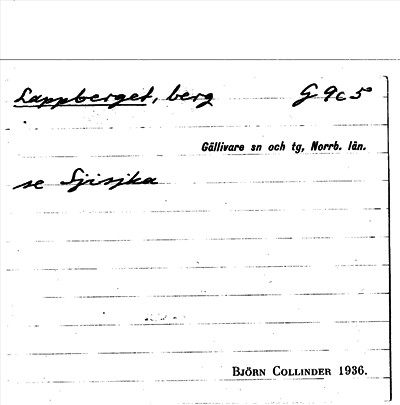 Lappberget, berg G 9c 5
Gällivare sn och tg, Norrb. län.
se Sjisjka
BJÖRN COLLINDER 1936.